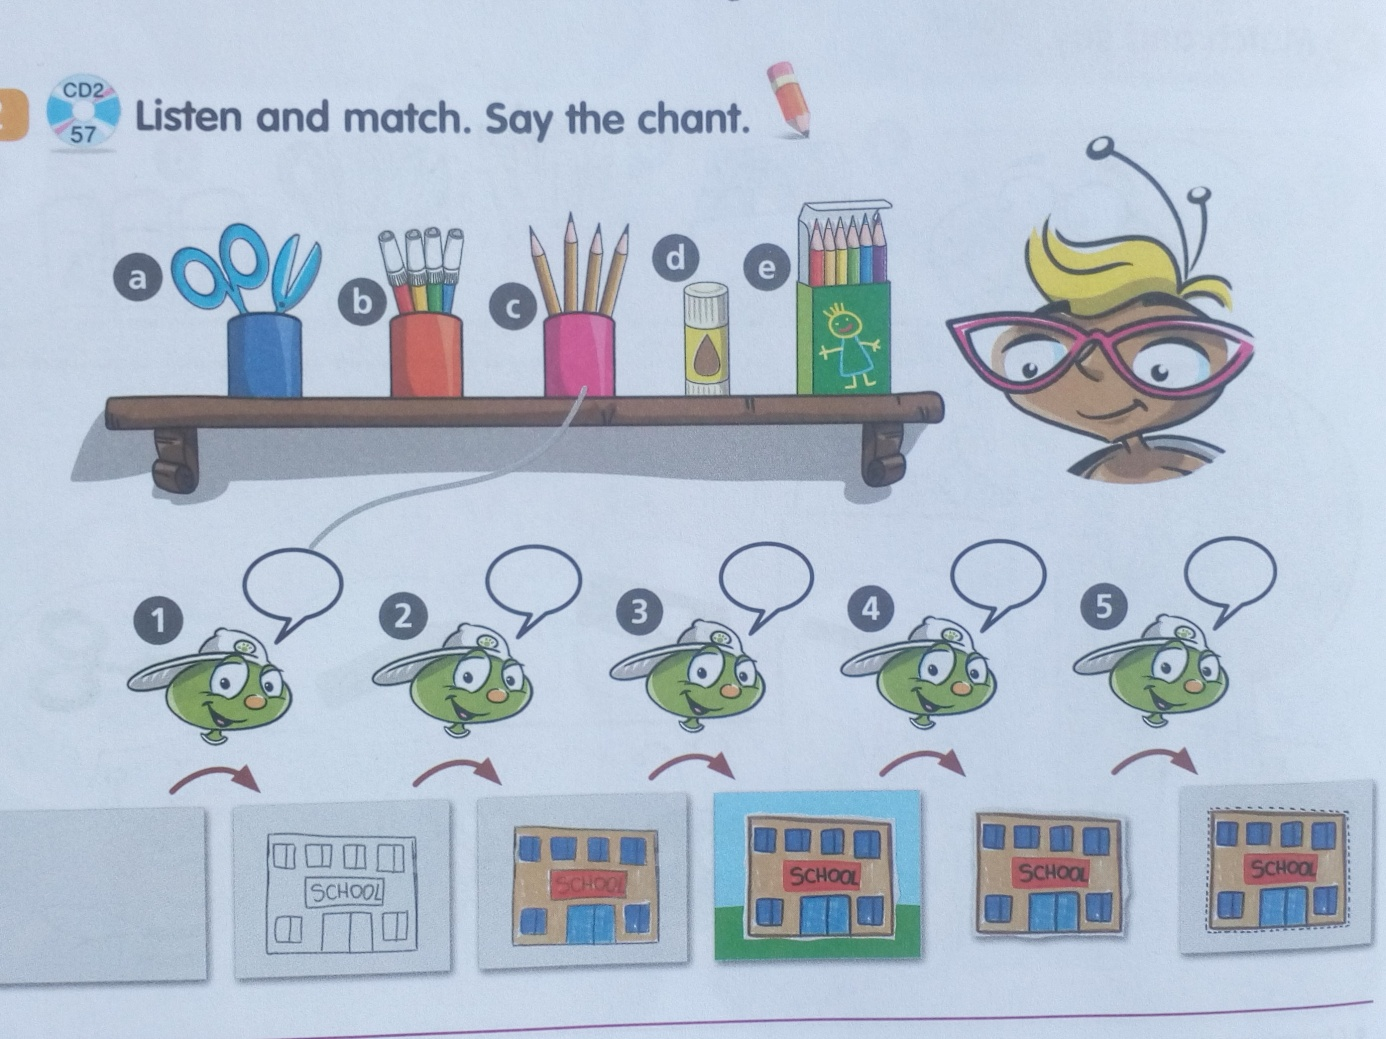 CD2
57
Listen and match. Say the chant.
a
b
c
d
e
1
2
3
4
5
SCHOOL
SCHOOL
SCHOOL
SCHOOL
SCHOOL